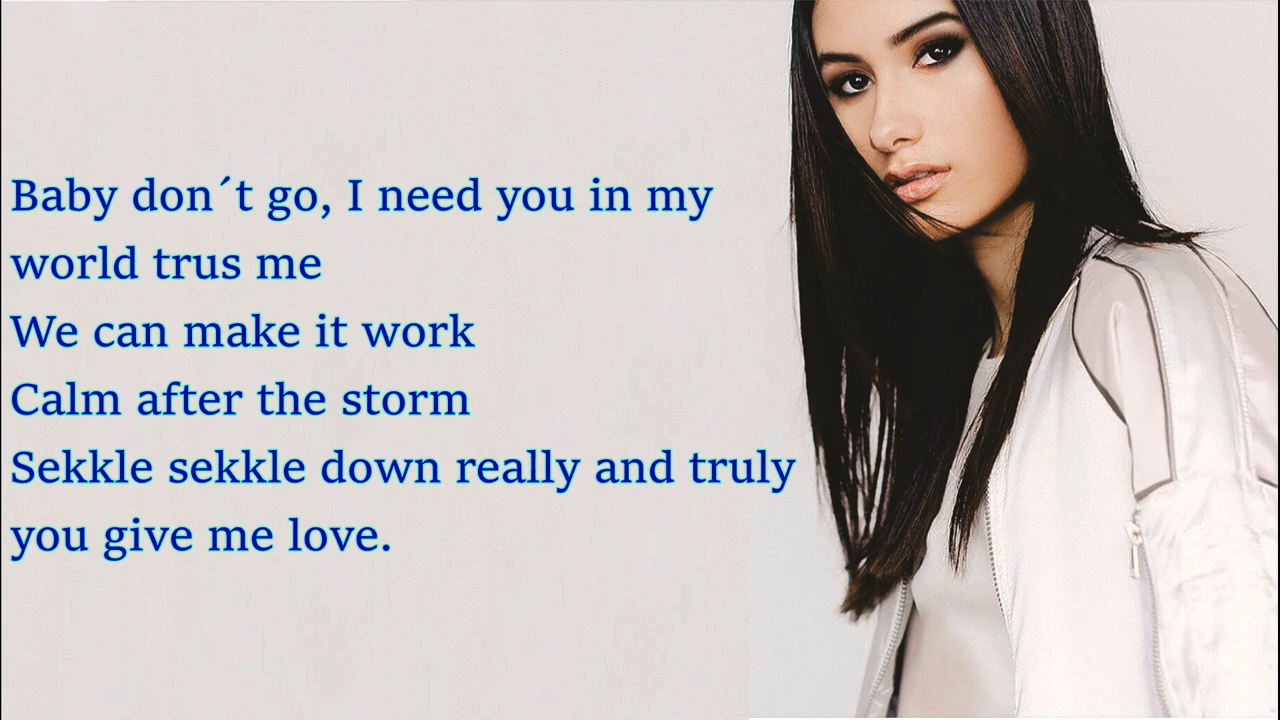 Baby don´t go, I need you in my
world trus me
We can make it work
Calm after the storm
Sekkle sekkle down really and truly
you give me love.